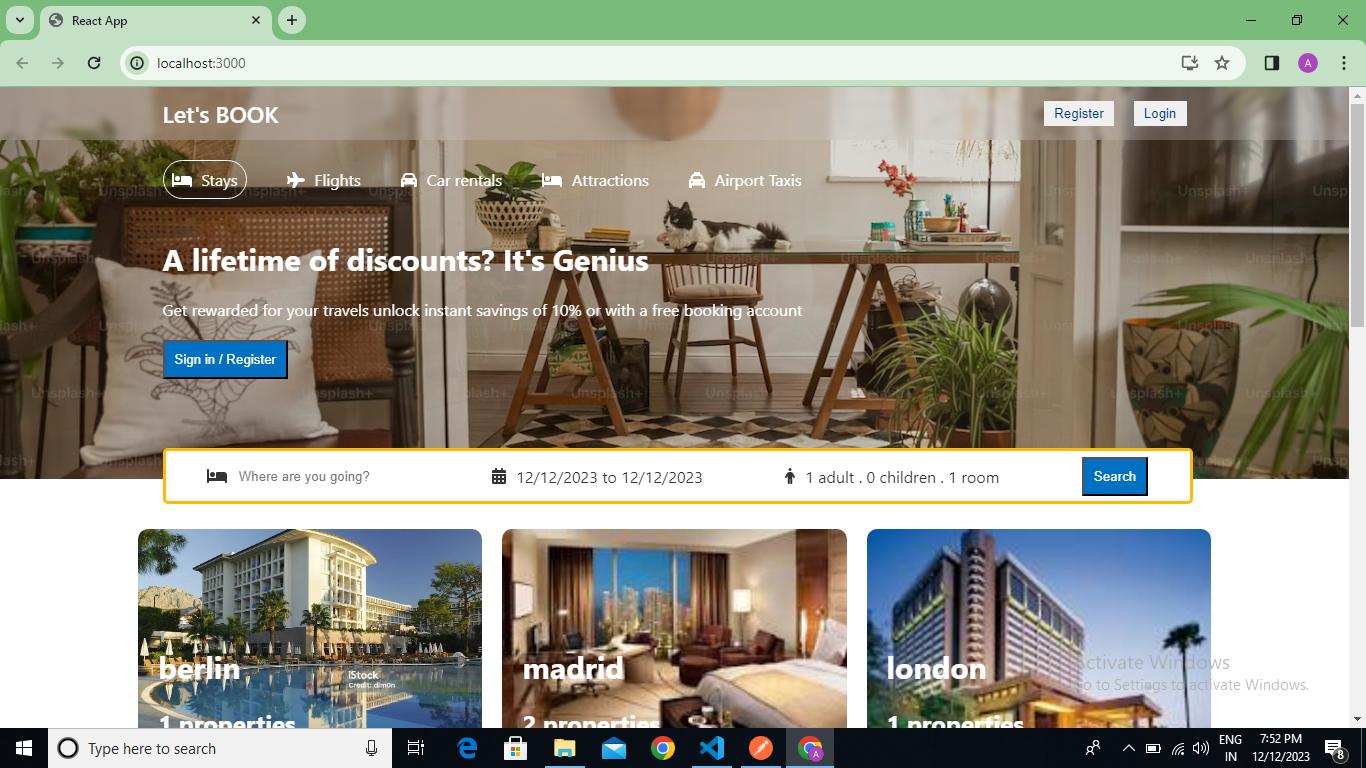 React App
localhost:3000
A
Let's BOOK
Register
Login
Stays
Flights
Car rentals
Attractions
Airport Taxis
A lifetime of discounts? It's Genius
Get rewarded for your travels unlock instant savings of 10% or with a free booking account
Sign in / Register
Unsplash+
Where are you going?
12/12/2023 to 12/12/2023
1 adult . 0 children . 1 room
Search
berlin
iStock
Credit: dimOn
1 properties
madrid
2 properties
london
1 properties
Activate Windows
Go to Settings to activate Windows.
Type here to search
A
ENG
IN
7:52 PM
12/12/2023
8